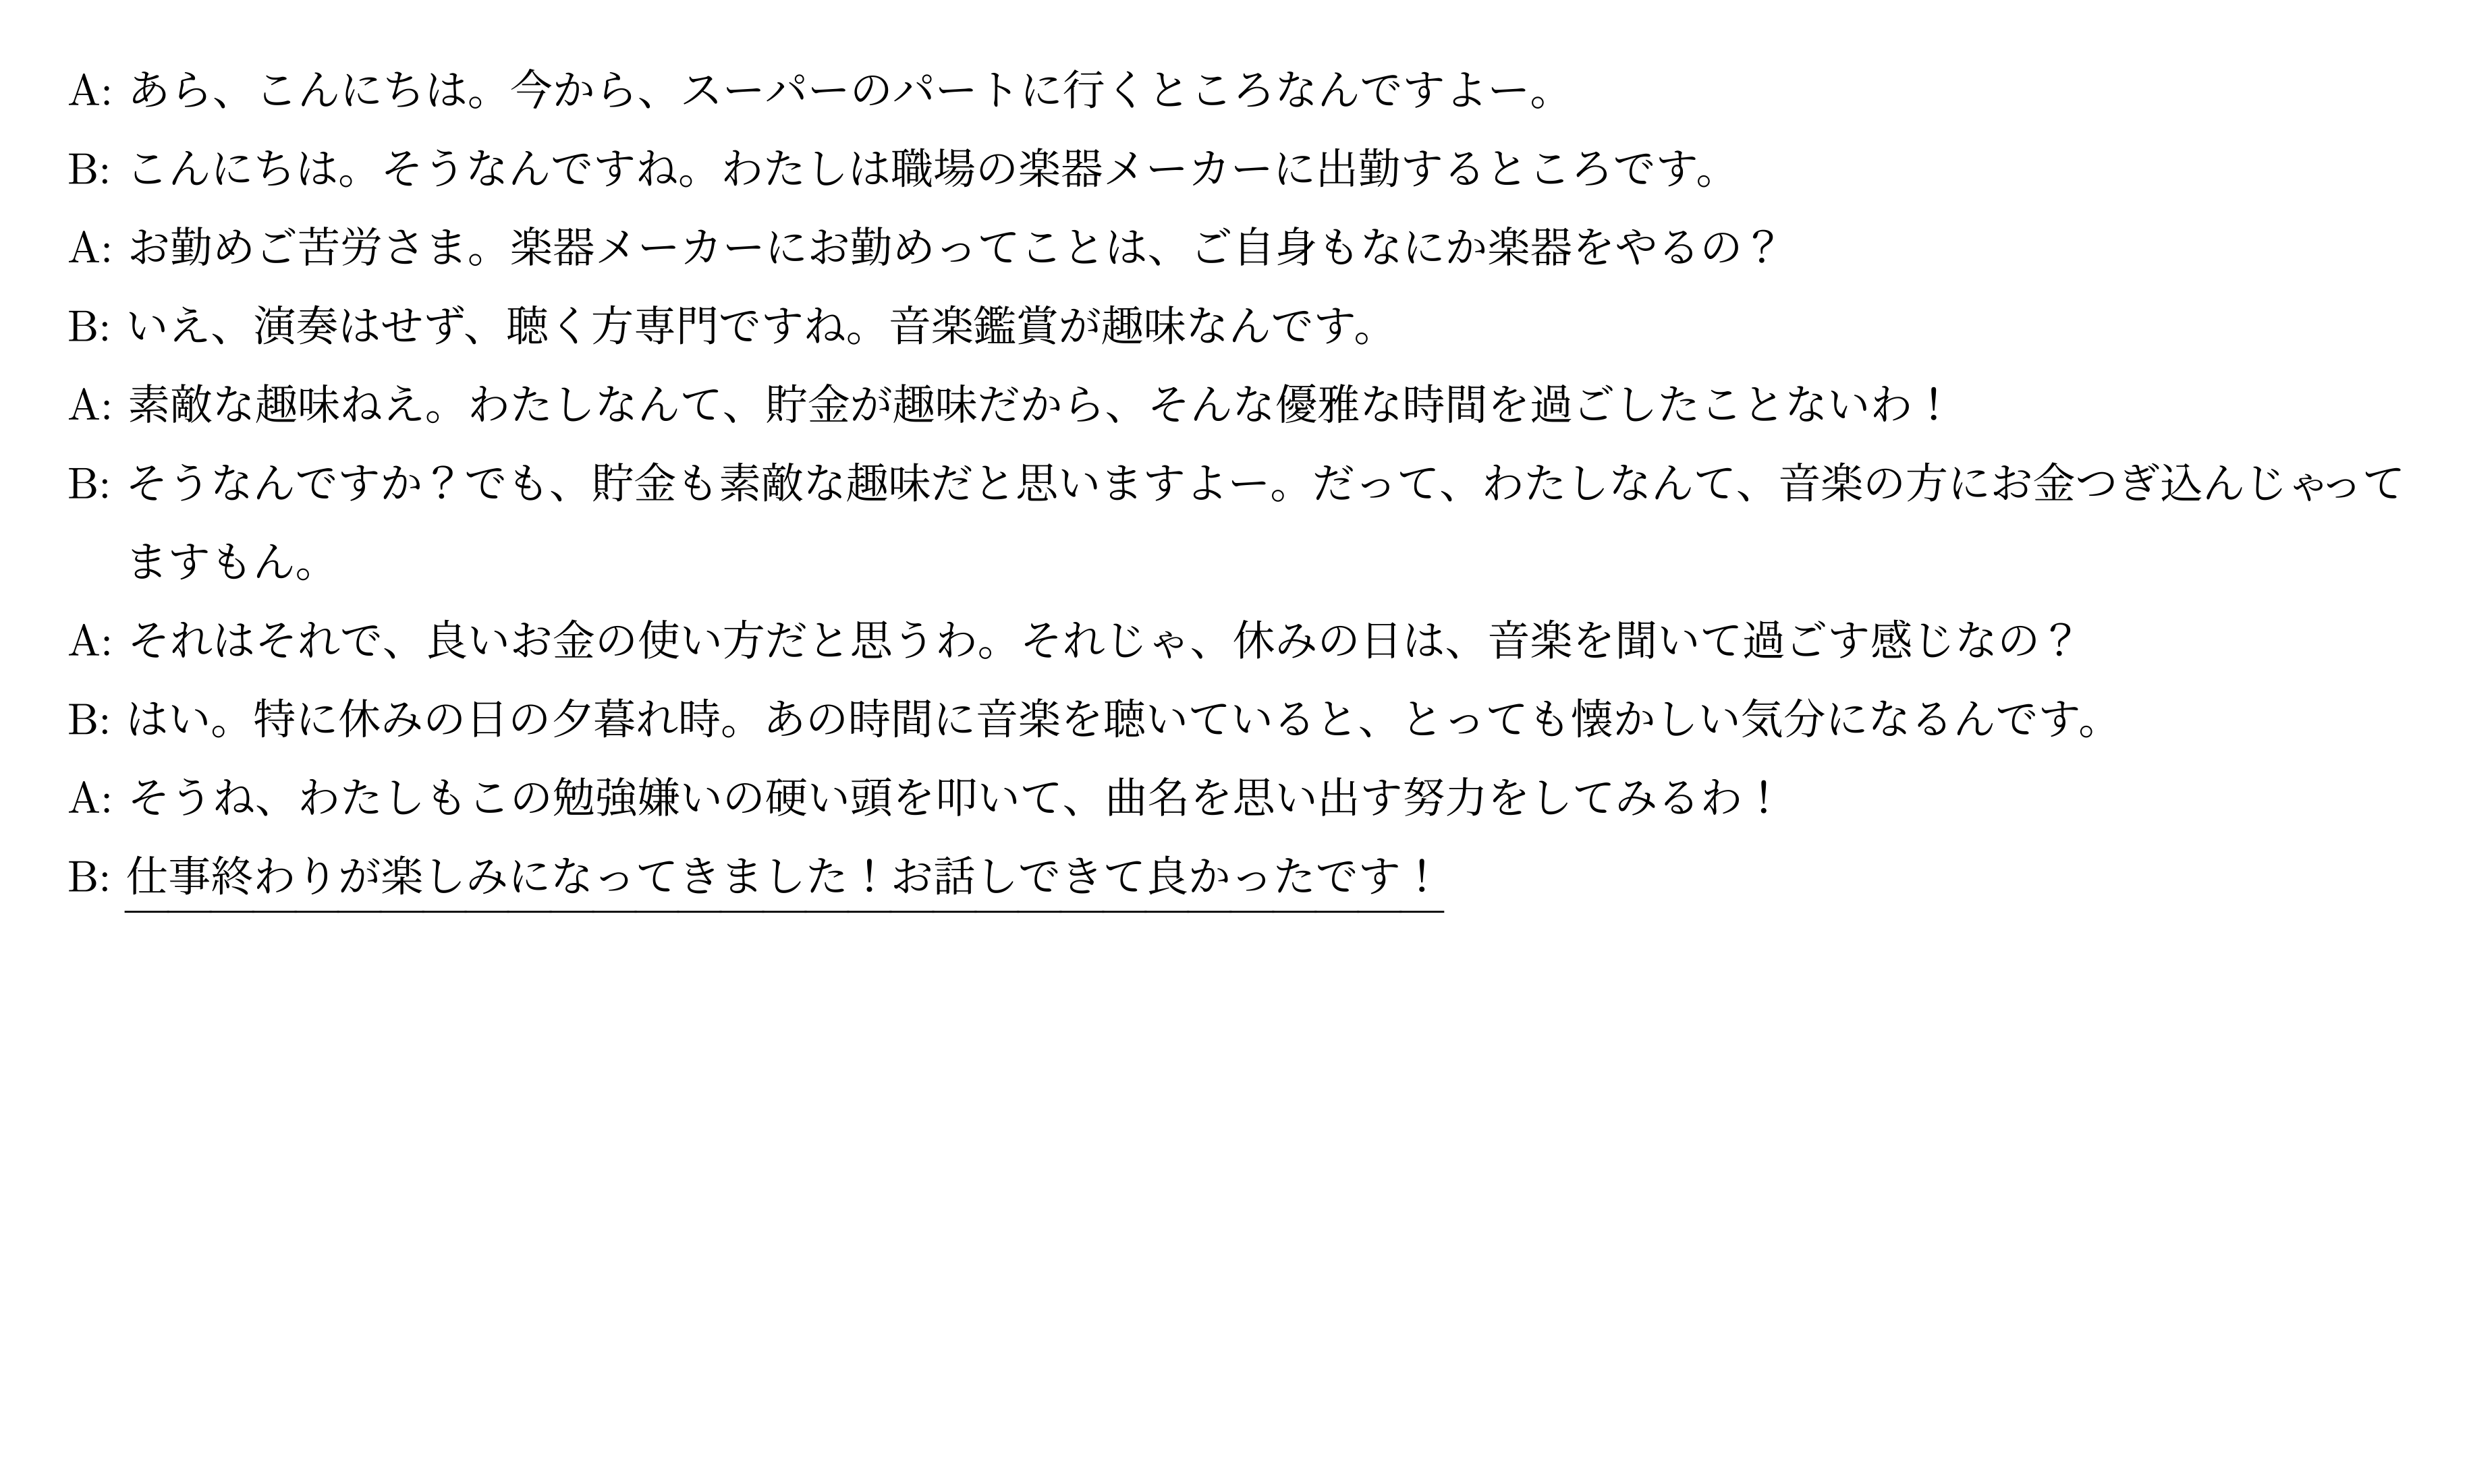 A: あら、こんにちは。今から、スーパーのパートに行くところなんですよー。
B: こんにちは。そうなんですね。わたしは職場の楽器メーカーに出勤するところです。
A: お勤めご苦労さま。楽器メーカーにお勤めってことは、ご自身もなにか楽器をやるの？
B: いえ、演奏はせず、聴く方専門ですね。音楽鑑賞が趣味なんです。
A: 素敵な趣味ねえ。わたしなんて、貯金が趣味だから、そんな優雅な時間を過ごしたことないわ！
B: そうなんですか？でも、貯金も素敵な趣味だと思いますよー。だって、わたしなんて、音楽の方にお金つぎ込んじゃって
ますもん。
A: それはそれで、良いお金の使い方だと思うわ。それじゃ、休みの日は、音楽を聞いて過ごす感じなの？
B: はい。特に休みの日の夕暮れ時。あの時間に音楽を聴いていると、とっても懐かしい気分になるんです。
A: そうね、わたしもこの勉強嫌いの硬い頭を叩いて、曲名を思い出す努力をしてみるわ！
B: 仕事終わりが楽しみになってきました！お話しできて良かったです！